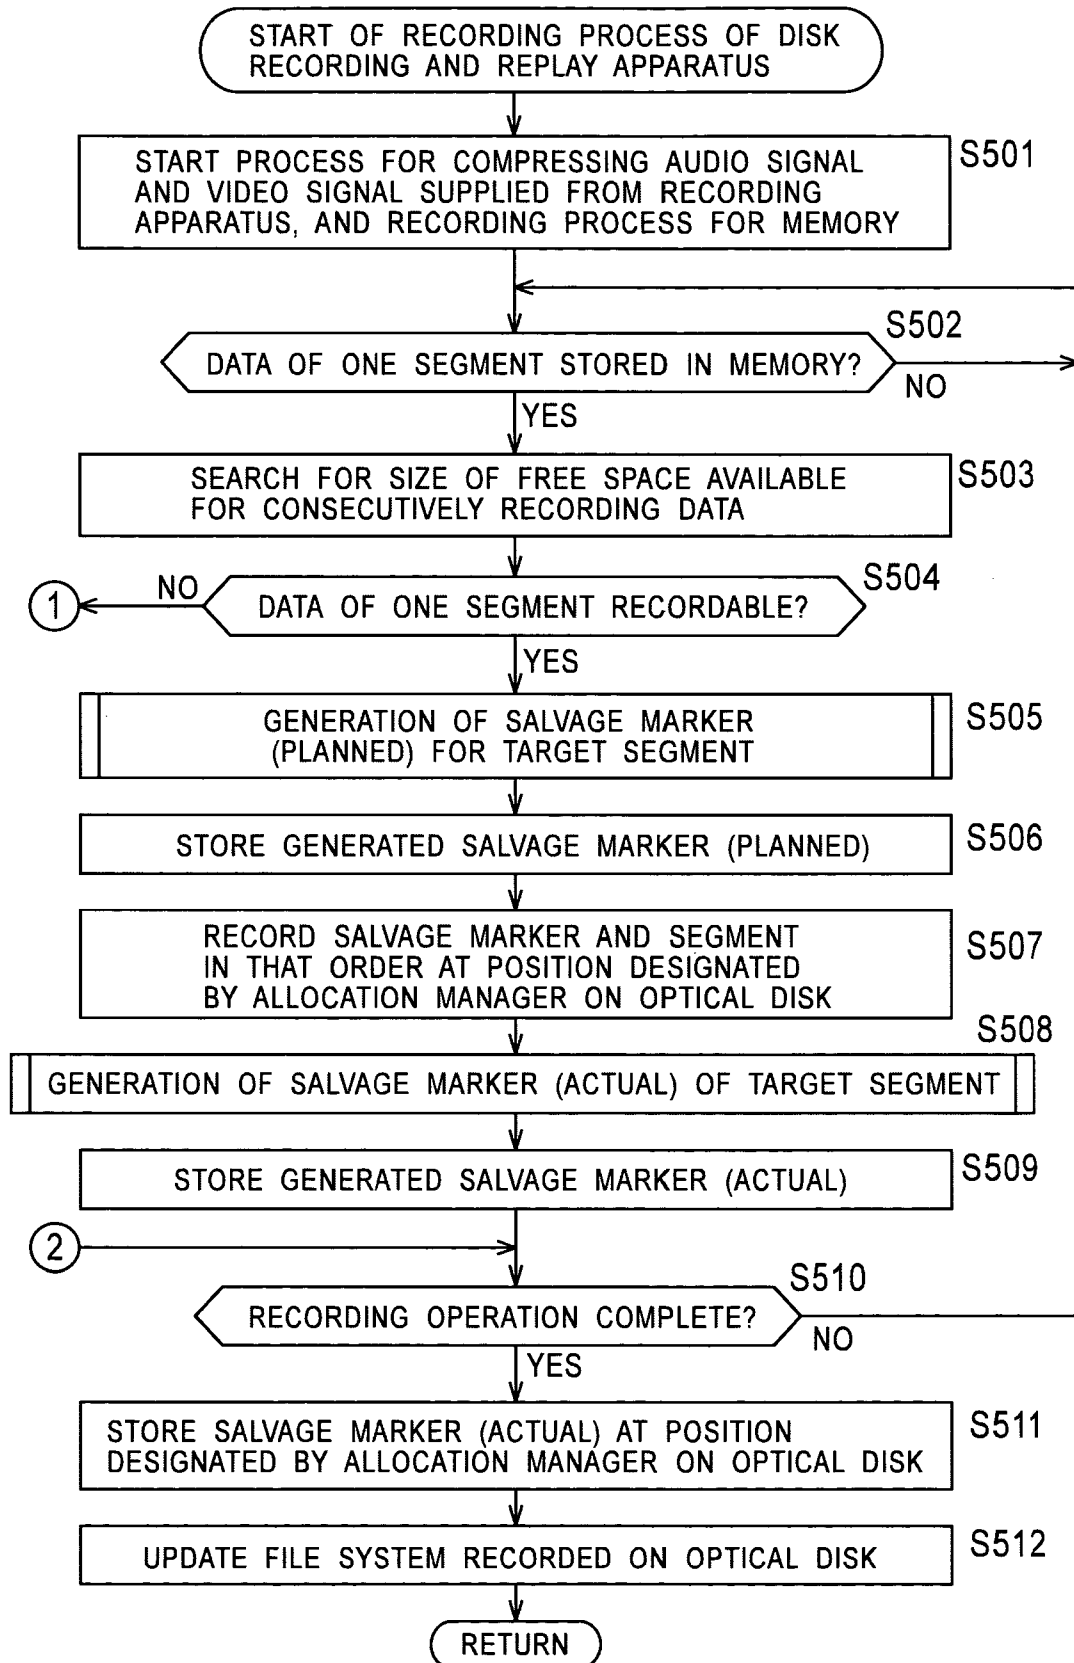 START OF RECORDING PROCESS OF DISK
RECORDING AND REPLAY APPARATUS
START PROCESS FOR COMPRESSING AUDIO SIGNAL
AND VIDEO SIGNAL SUPPLIED FROM RECORDING
APPARATUS, AND RECORDING PROCESS FOR MEMORY
S501
S502
DATA OF ONE SEGMENT STORED IN MEMORY?
NO
YES
SEARCH FOR SIZE OF FREE SPACE AVAILABLE
FOR CONSECUTIVELY RECORDING DATA
S503
S504
1
NO
DATA OF ONE SEGMENT RECORDABLE?
YES
GENERATION OF SALVAGE MARKER
(PLANNED) FOR TARGET SEGMENT
S505
STORE GENERATED SALVAGE MARKER (PLANNED)
S506
RECORD SALVAGE MARKER AND SEGMENT
IN THAT ORDER AT POSITION DESIGNATED
BY ALLOCATION MANAGER ON OPTICAL DISK
S507
S508
GENERATION OF SALVAGE MARKER (ACTUAL) OF TARGET SEGMENT
STORE GENERATED SALVAGE MARKER (ACTUAL)
S509
2
S510
RECORDING OPERATION COMPLETE?
NO
YES
STORE SALVAGE MARKER (ACTUAL) AT POSITION
DESIGNATED BY ALLOCATION MANAGER ON OPTICAL DISK
S511
UPDATE FILE SYSTEM RECORDED ON OPTICAL DISK
S512
RETURN